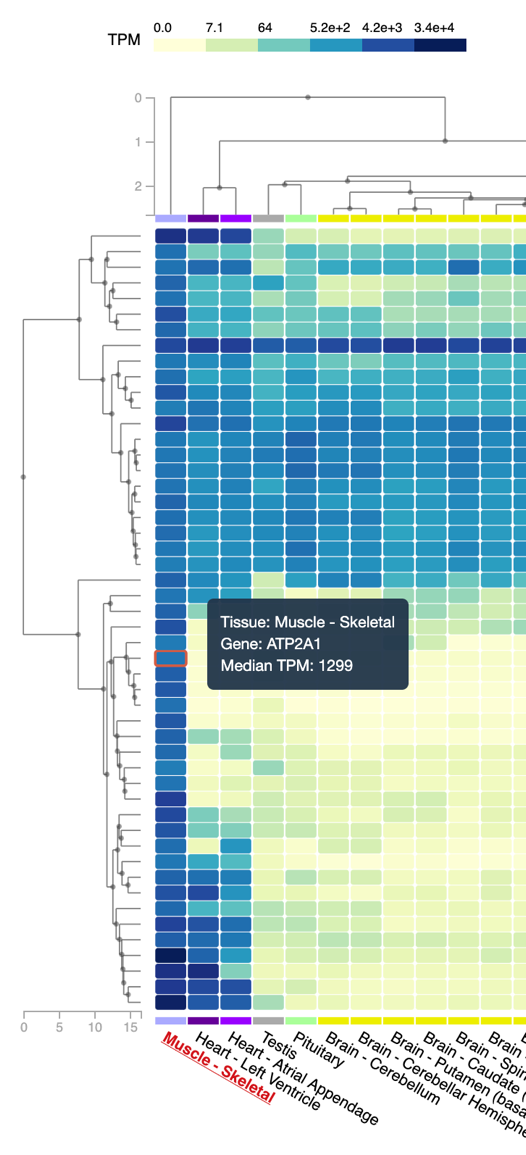 TPM
0.0 7.1 64 5.2e+2 4.2e+3 3.4e+4
0
1
2
Tissue: Muscle - Skeletal
Gene: ATP2A1
Median TPM: 1299
0 5 10 15
Muscle - Skeletal
Heart - Left Ventricle
Heart - Atrial Appendage
Testis
Pituitary
Brain - Cerebellum
Brain - Cerebellar Hemisphe
Brain - Putamen (basa
Brain - Caudate (
Brain - Spin
Brain -